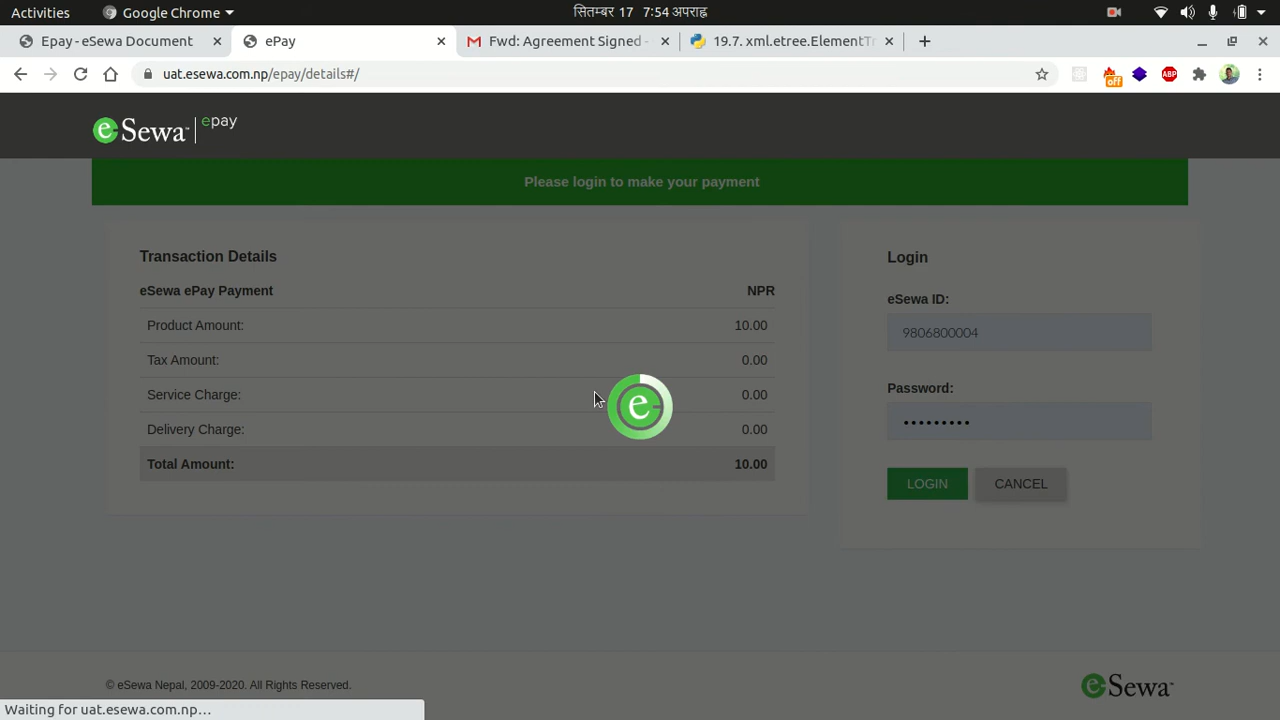 Activities
Google Chrome
सितम्बर 17 7:54 अपराह्न
Epay - eSewa Document
ePay
Fwd: Agreement Signed -
19.7. xml.etree.ElementTr
uat.esewa.com.np/epay/details#/
off
ABP
eSewa
epay
Please login to make your payment
Transaction Details
eSewa ePay Payment NPR
Product Amount: 10.00
Tax Amount: 0.00
Service Charge: 0.00
Delivery Charge: 0.00
Total Amount: 10.00
e
Login
eSewa ID:
9806800004
Password:
•••••••••
LOGIN CANCEL
© eSewa Nepal, 2009-2020. All Rights Reserved.
eSewa
Waiting for uat.esewa.com.np...